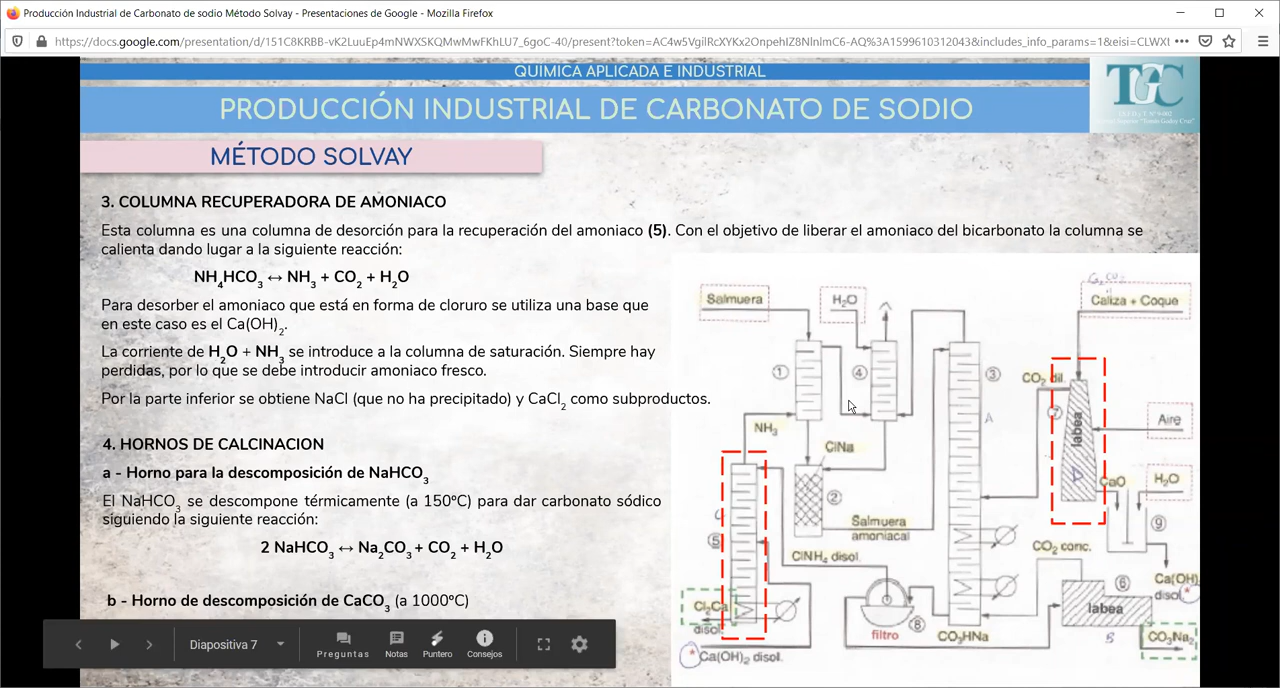 Producción Industrial de Carbonato de sodio Método Solvay - Presentaciones de Google - Mozilla Firefox
https://docs.google.com/presentation/d/151C8KRBB-vK2LuuEp4mNWXSKQMwMwFKhLU7_6goC-40/present?token=AC4w5VgilRcXYKx2OnpehIZ8NlnlmC6-AQ%3A1599610312043&includes_info_params=1&eisi=CLWXt
QUIMICA APLICADA E INDUSTRIAL
TGC
PRODUCCIÓN INDUSTRIAL DE CARBONATO DE SODIO
MÉTODO SOLVAY
3. COLUMNA RECUPERADORA DE AMONIACO
Esta columna es una columna de desorción para la recuperación del amoniaco (5). Con el objetivo de liberar el amoniaco del bicarbonato la columna se
calienta dando lugar a la siguiente reacción:
NH4HCO3 ↔ NH3 + CO2 + H2O
Para desorber el amoniaco que está en forma de cloruro se utiliza una base que
en este caso es el Ca(OH)2.
La corriente de H2O + NH3 se introduce a la columna de saturación. Siempre hay
perdidas, por lo que se debe introducir amoniaco fresco.
Por la parte inferior se obtiene NaCl (que no ha precipitado) y CaCl2 como subproductos.
4. HORNOS DE CALCINACION
a - Horno para la descomposición de NaHCO3
El NaHCO3 se descompone térmicamente (a 150ºC) para dar carbonato sódico
siguiendo la siguiente reacción:
2 NaHCO3 ↔ Na2CO3 + CO2 + H2O
b - Horno de descomposición de CaCO3 (a 1000ºC)
Salmuera
H2O
Caliza + Coque
1
4
3
CO2 dil.
7
labea
Aire
A
NH3
ClNa
D
CaO
H2O
2
Salmuera
amoniacal
9
5
ClNH4 disol.
CO2 conc.
6
Ca(OH)
disol. *
Cl2Ca
disol.
filtro
8
CO3HNa
labea
B
CO3Na2
* Ca(OH)2 disol.
Diapositiva 7
Preguntas
Notas
Puntero
Consejos